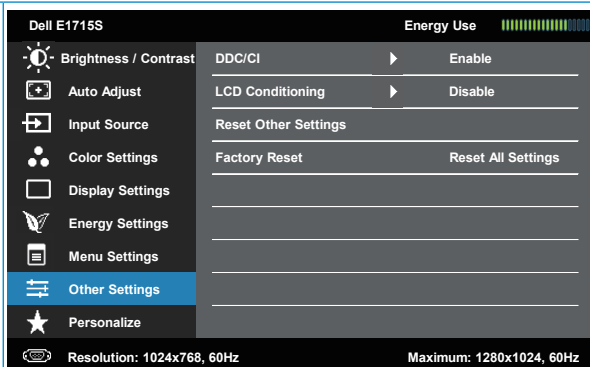 Dell E1715S Energy Use
Brightness / Contrast DDC/CI Enable
Auto Adjust LCD Conditioning Disable
Input Source Reset Other Settings
Color Settings Factory Reset Reset All Settings
Display Settings
Energy Settings
Menu Settings
Other Settings
Personalize
Resolution: 1024x768, 60Hz Maximum: 1280x1024, 60Hz